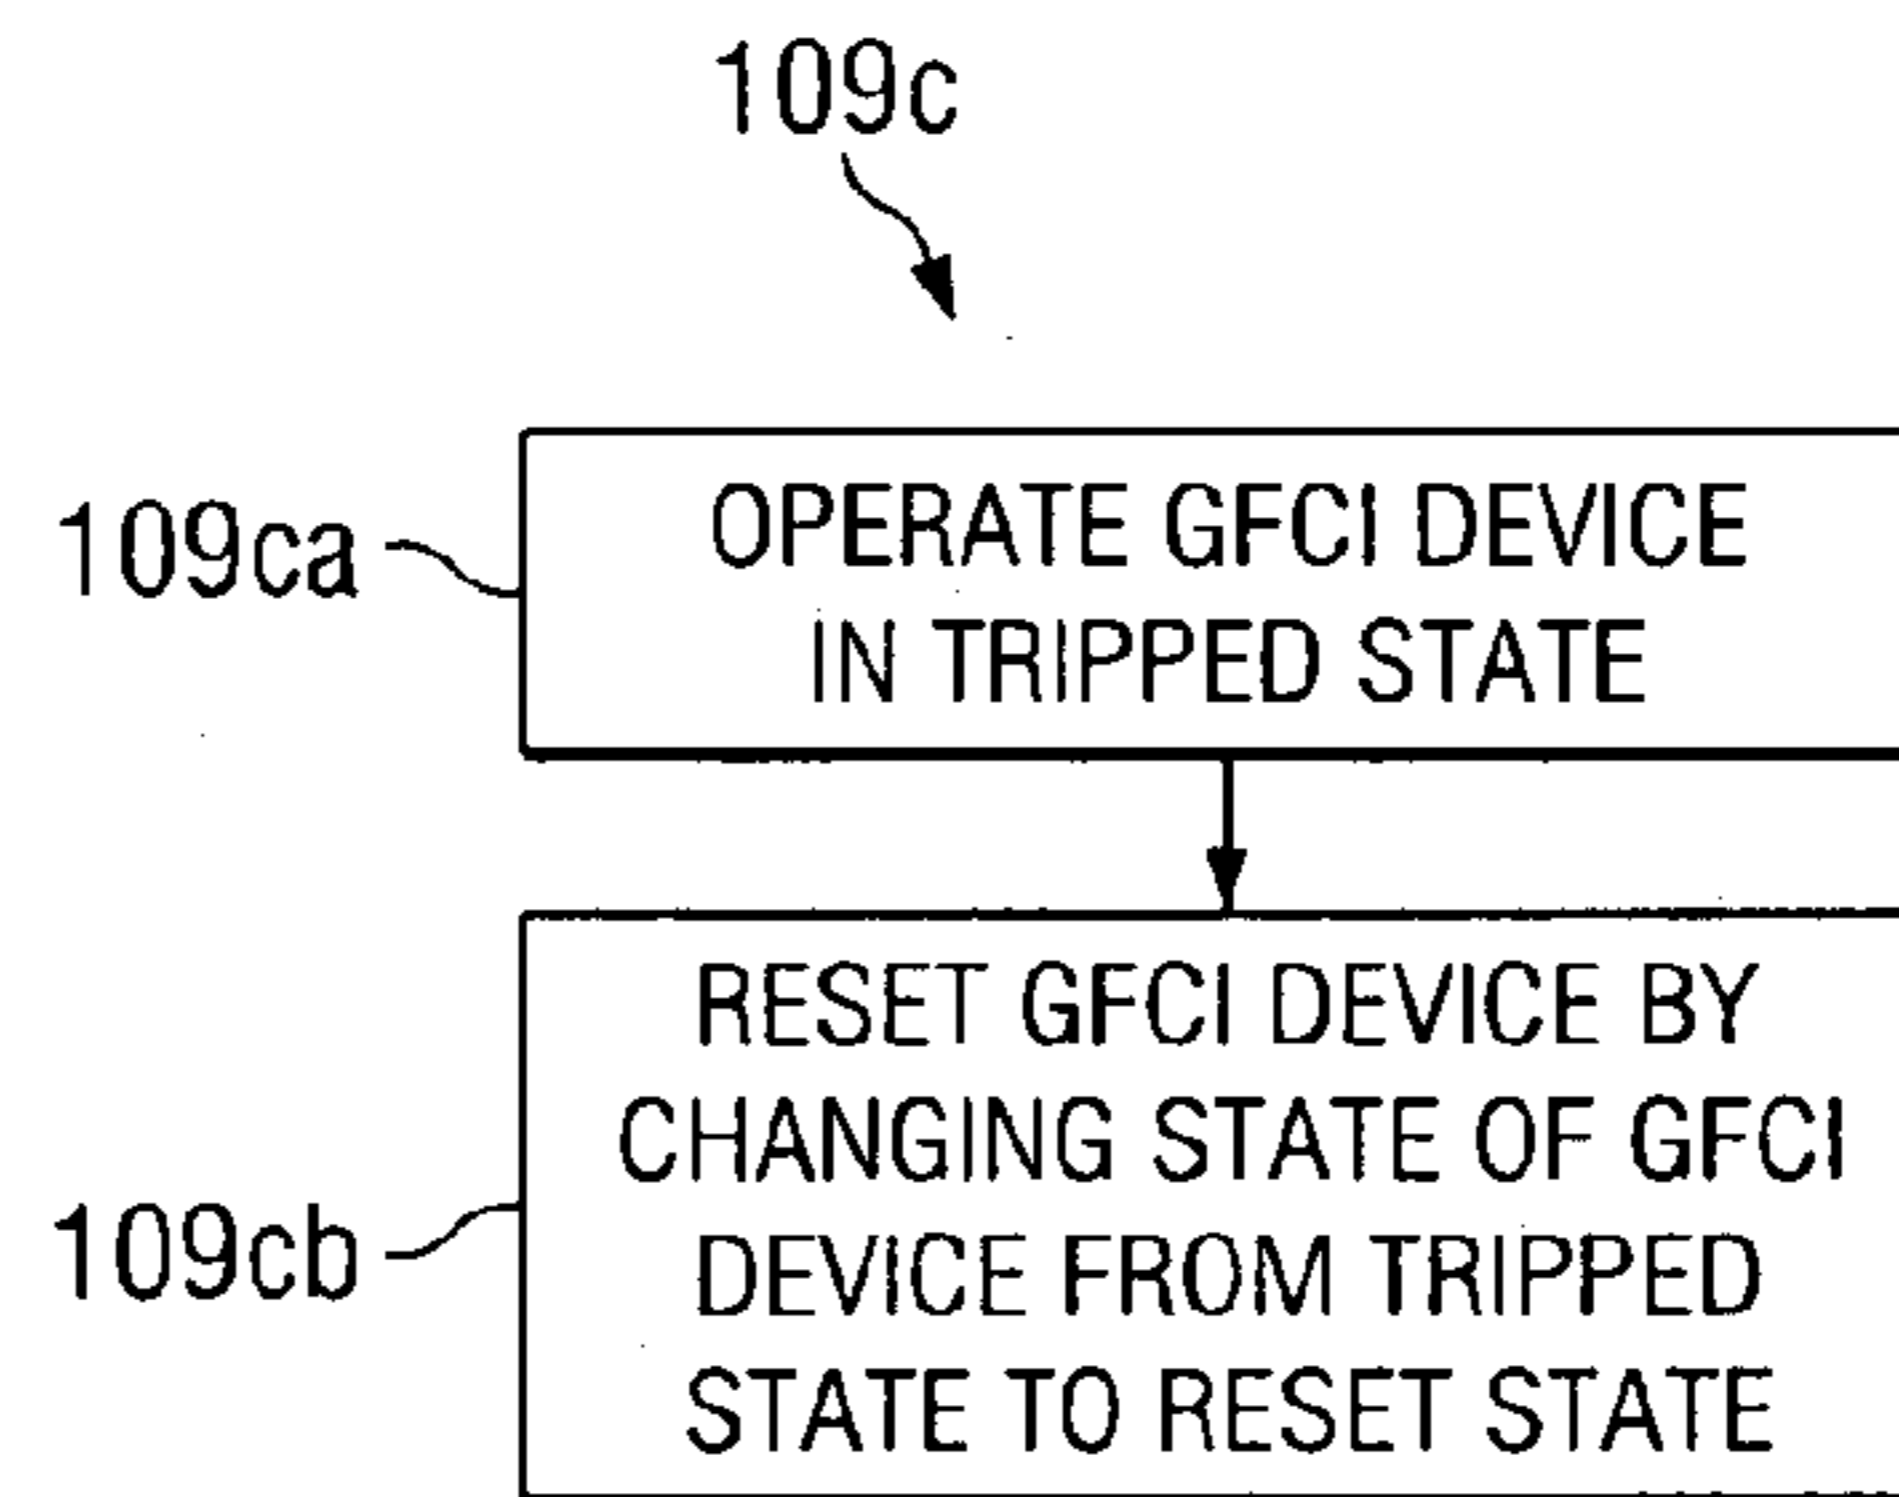 109c
109ca
OPERATE GFCI DEVICE
IN TRIPPED STATE
109cb
RESET GFCI DEVICE BY
CHANGING STATE OF GFCI
DEVICE FROM TRIPPED
STATE TO RESET STATE